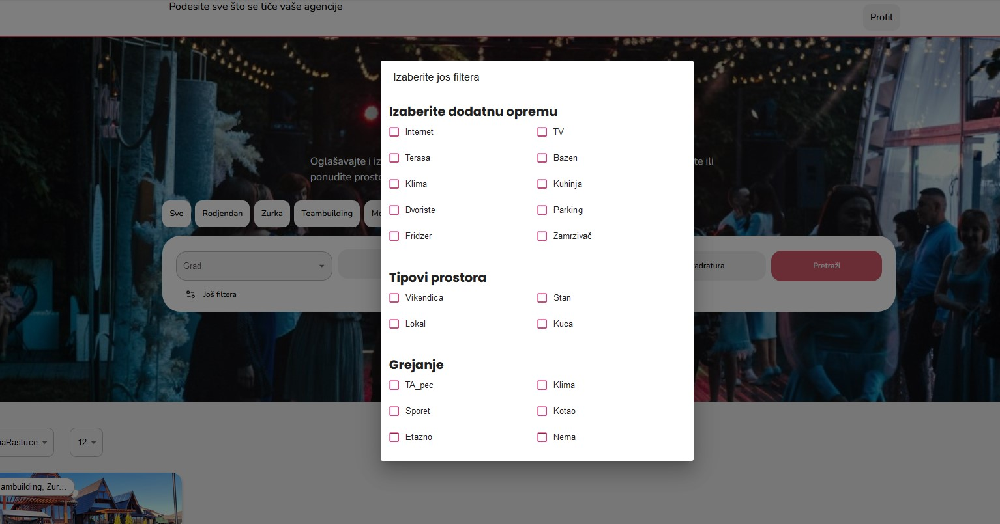 Podesite sve što se tiče vaše agencije
Profil
Izaberite jos filtera
Izaberite dodatnu opremu
Internet
TV
Terasa
Bazen
Klima
Kuhinja
Dvoriste
Parking
Fridzer
Zamrzivač
Tipovi prostora
Vikendica
Stan
Lokal
Kuca
Grejanje
TA_pec
Klima
Sporet
Kotao
Etazno
Nema
Oglašavajte i iz
te ili
ponudite prosto
Sve
Rodjendan
Zurka
Teambuilding
Mo
Grad
vadratura
Pretraži
Još filtera
naRastuce
12
ambuilding, Zur...